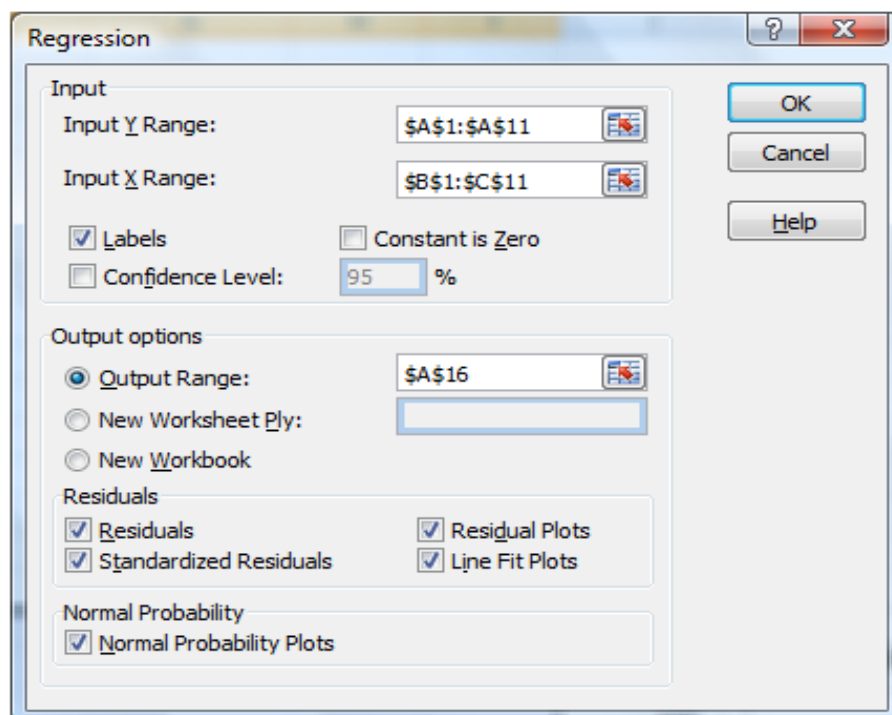 Regression
Input
Input Y Range: $A$1:$A$11
OK
Input X Range: $B$1:$C$11
Cancel
Help
Labels Constant is Zero
Confidence Level: 95 %
Output options
Output Range: $A$16
New Worksheet Ply:
New Workbook
Residuals
Residuals Residual Plots
Standardized Residuals Line Fit Plots
Normal Probability
Normal Probability Plots